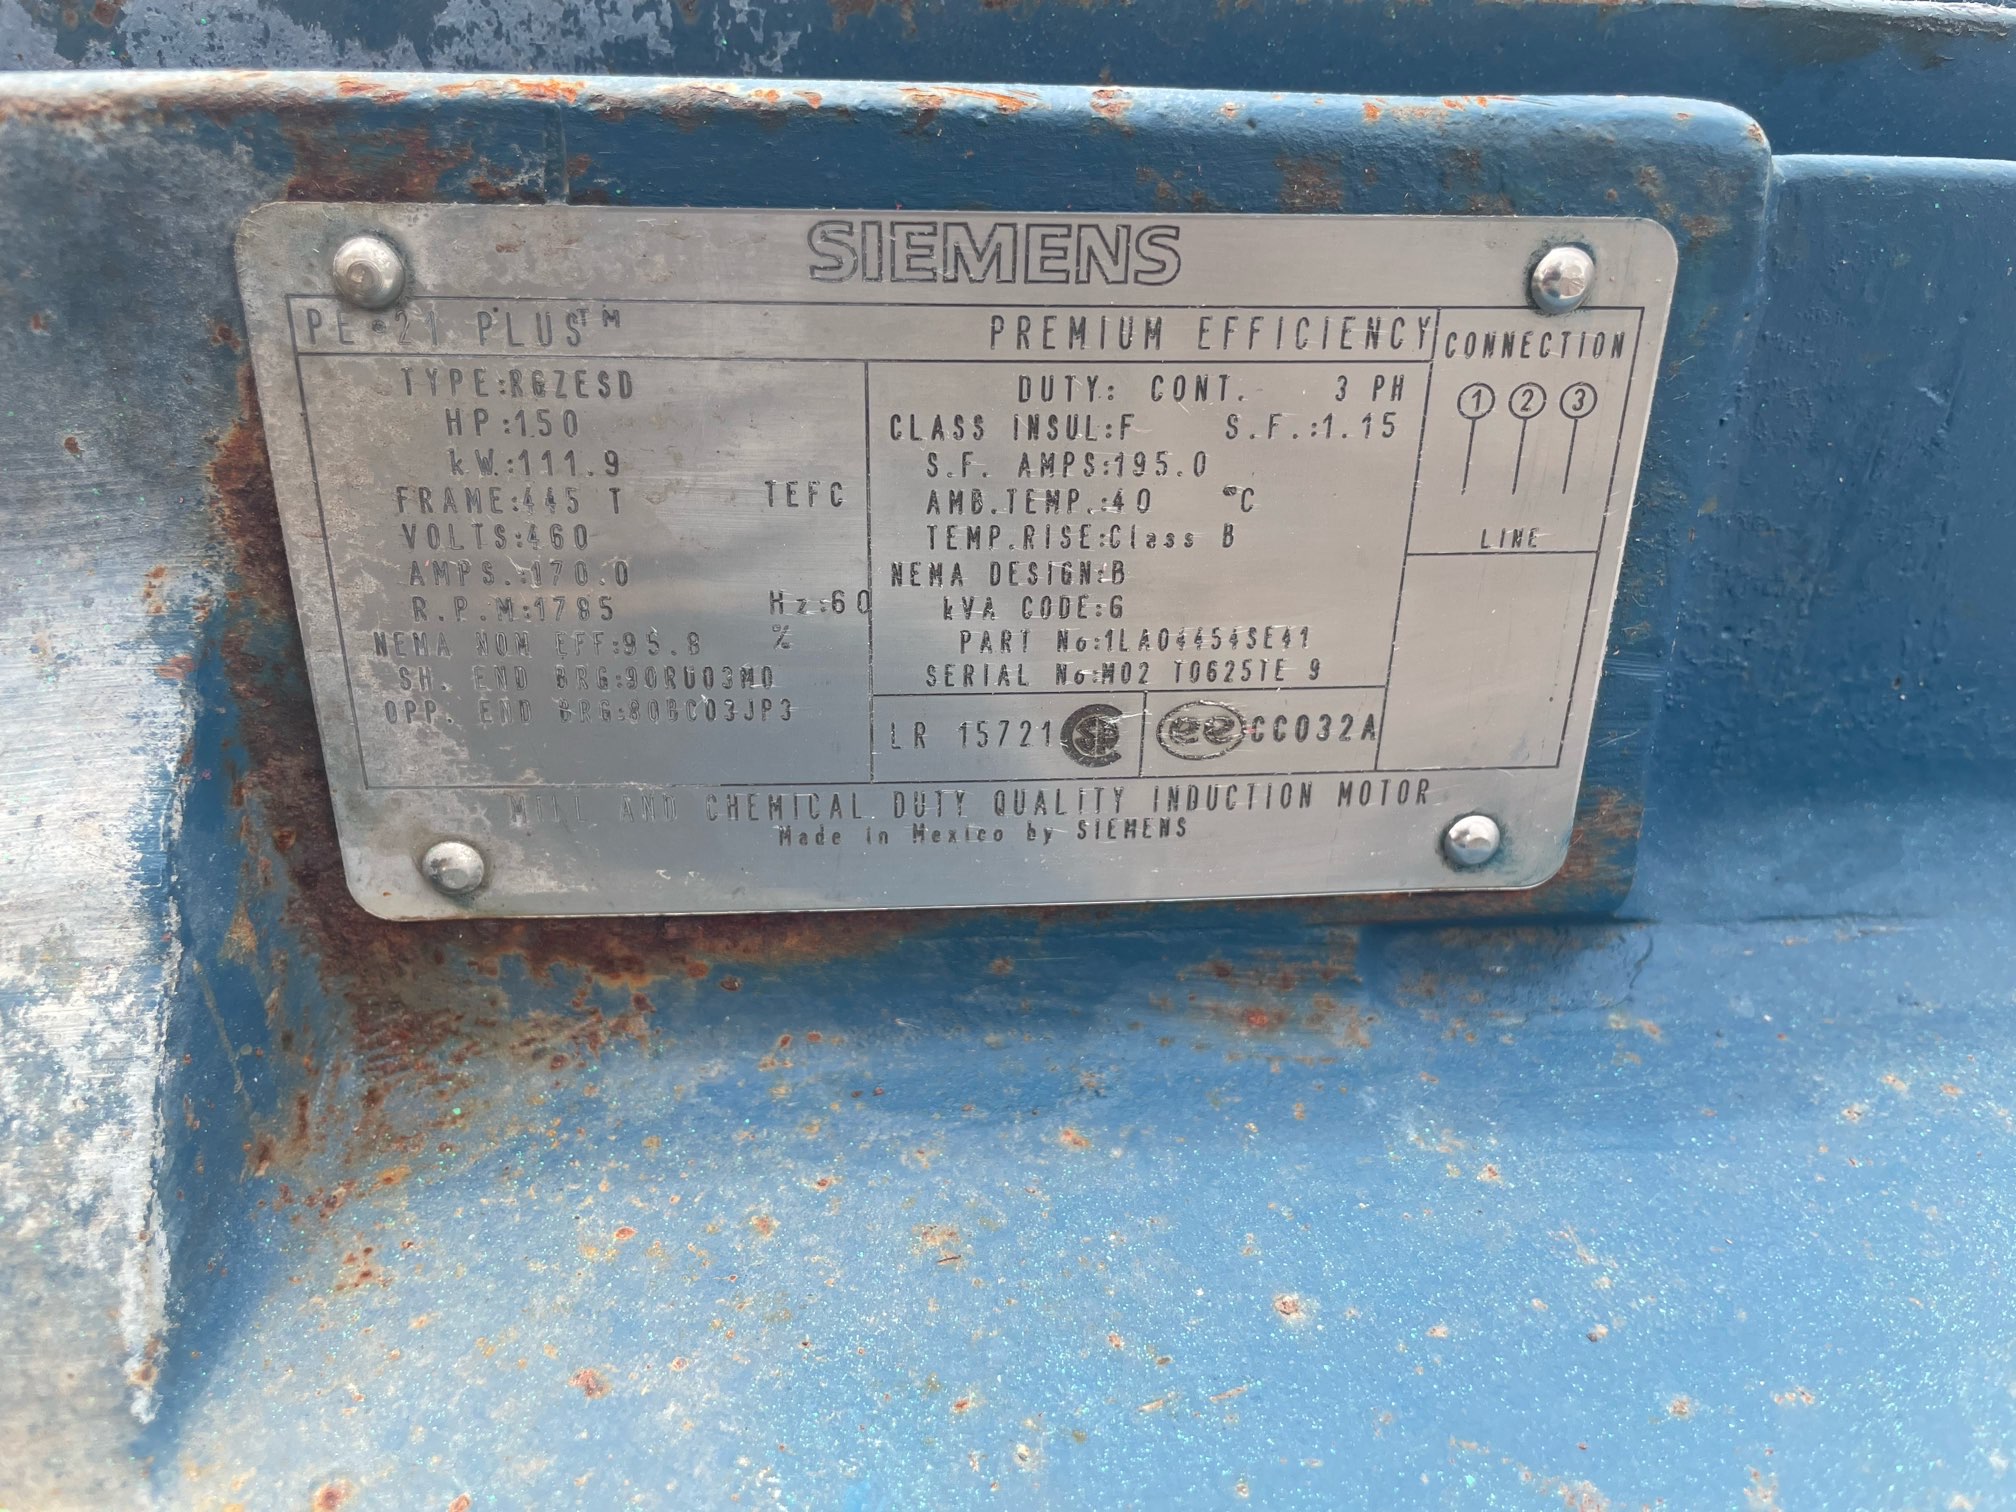 SIEMENS
PE•21 PLUS™ PREMIUM EFFICIENCY
TYPE:RGZESD
HP:150
kW.:111.9
FRAME:445 T TEFC
VOLTS:460
AMPS.:170.0
R.P.M:1785 Hz:60
NEMA NOM EFF:95.8 %
SH. END BRG:90RU03M0
OPP. END BRG:80BC03JP3
DUTY: CONT. 3 PH
CLASS INSUL:F S.F.:1.15
S.F. AMPS:195.0
AMB.TEMP.:40 °C
TEMP.RISE:Class B
NEMA DESIGN:B
kVA CODE:G
PART No:1LA04454SE41
SERIAL No:M02 T0625TE 9
LR 15721 SP ee CC032A
CONNECTION
1 2 3
LINE
MILL AND CHEMICAL DUTY QUALITY INDUCTION MOTOR
Made in Mexico by SIEMENS